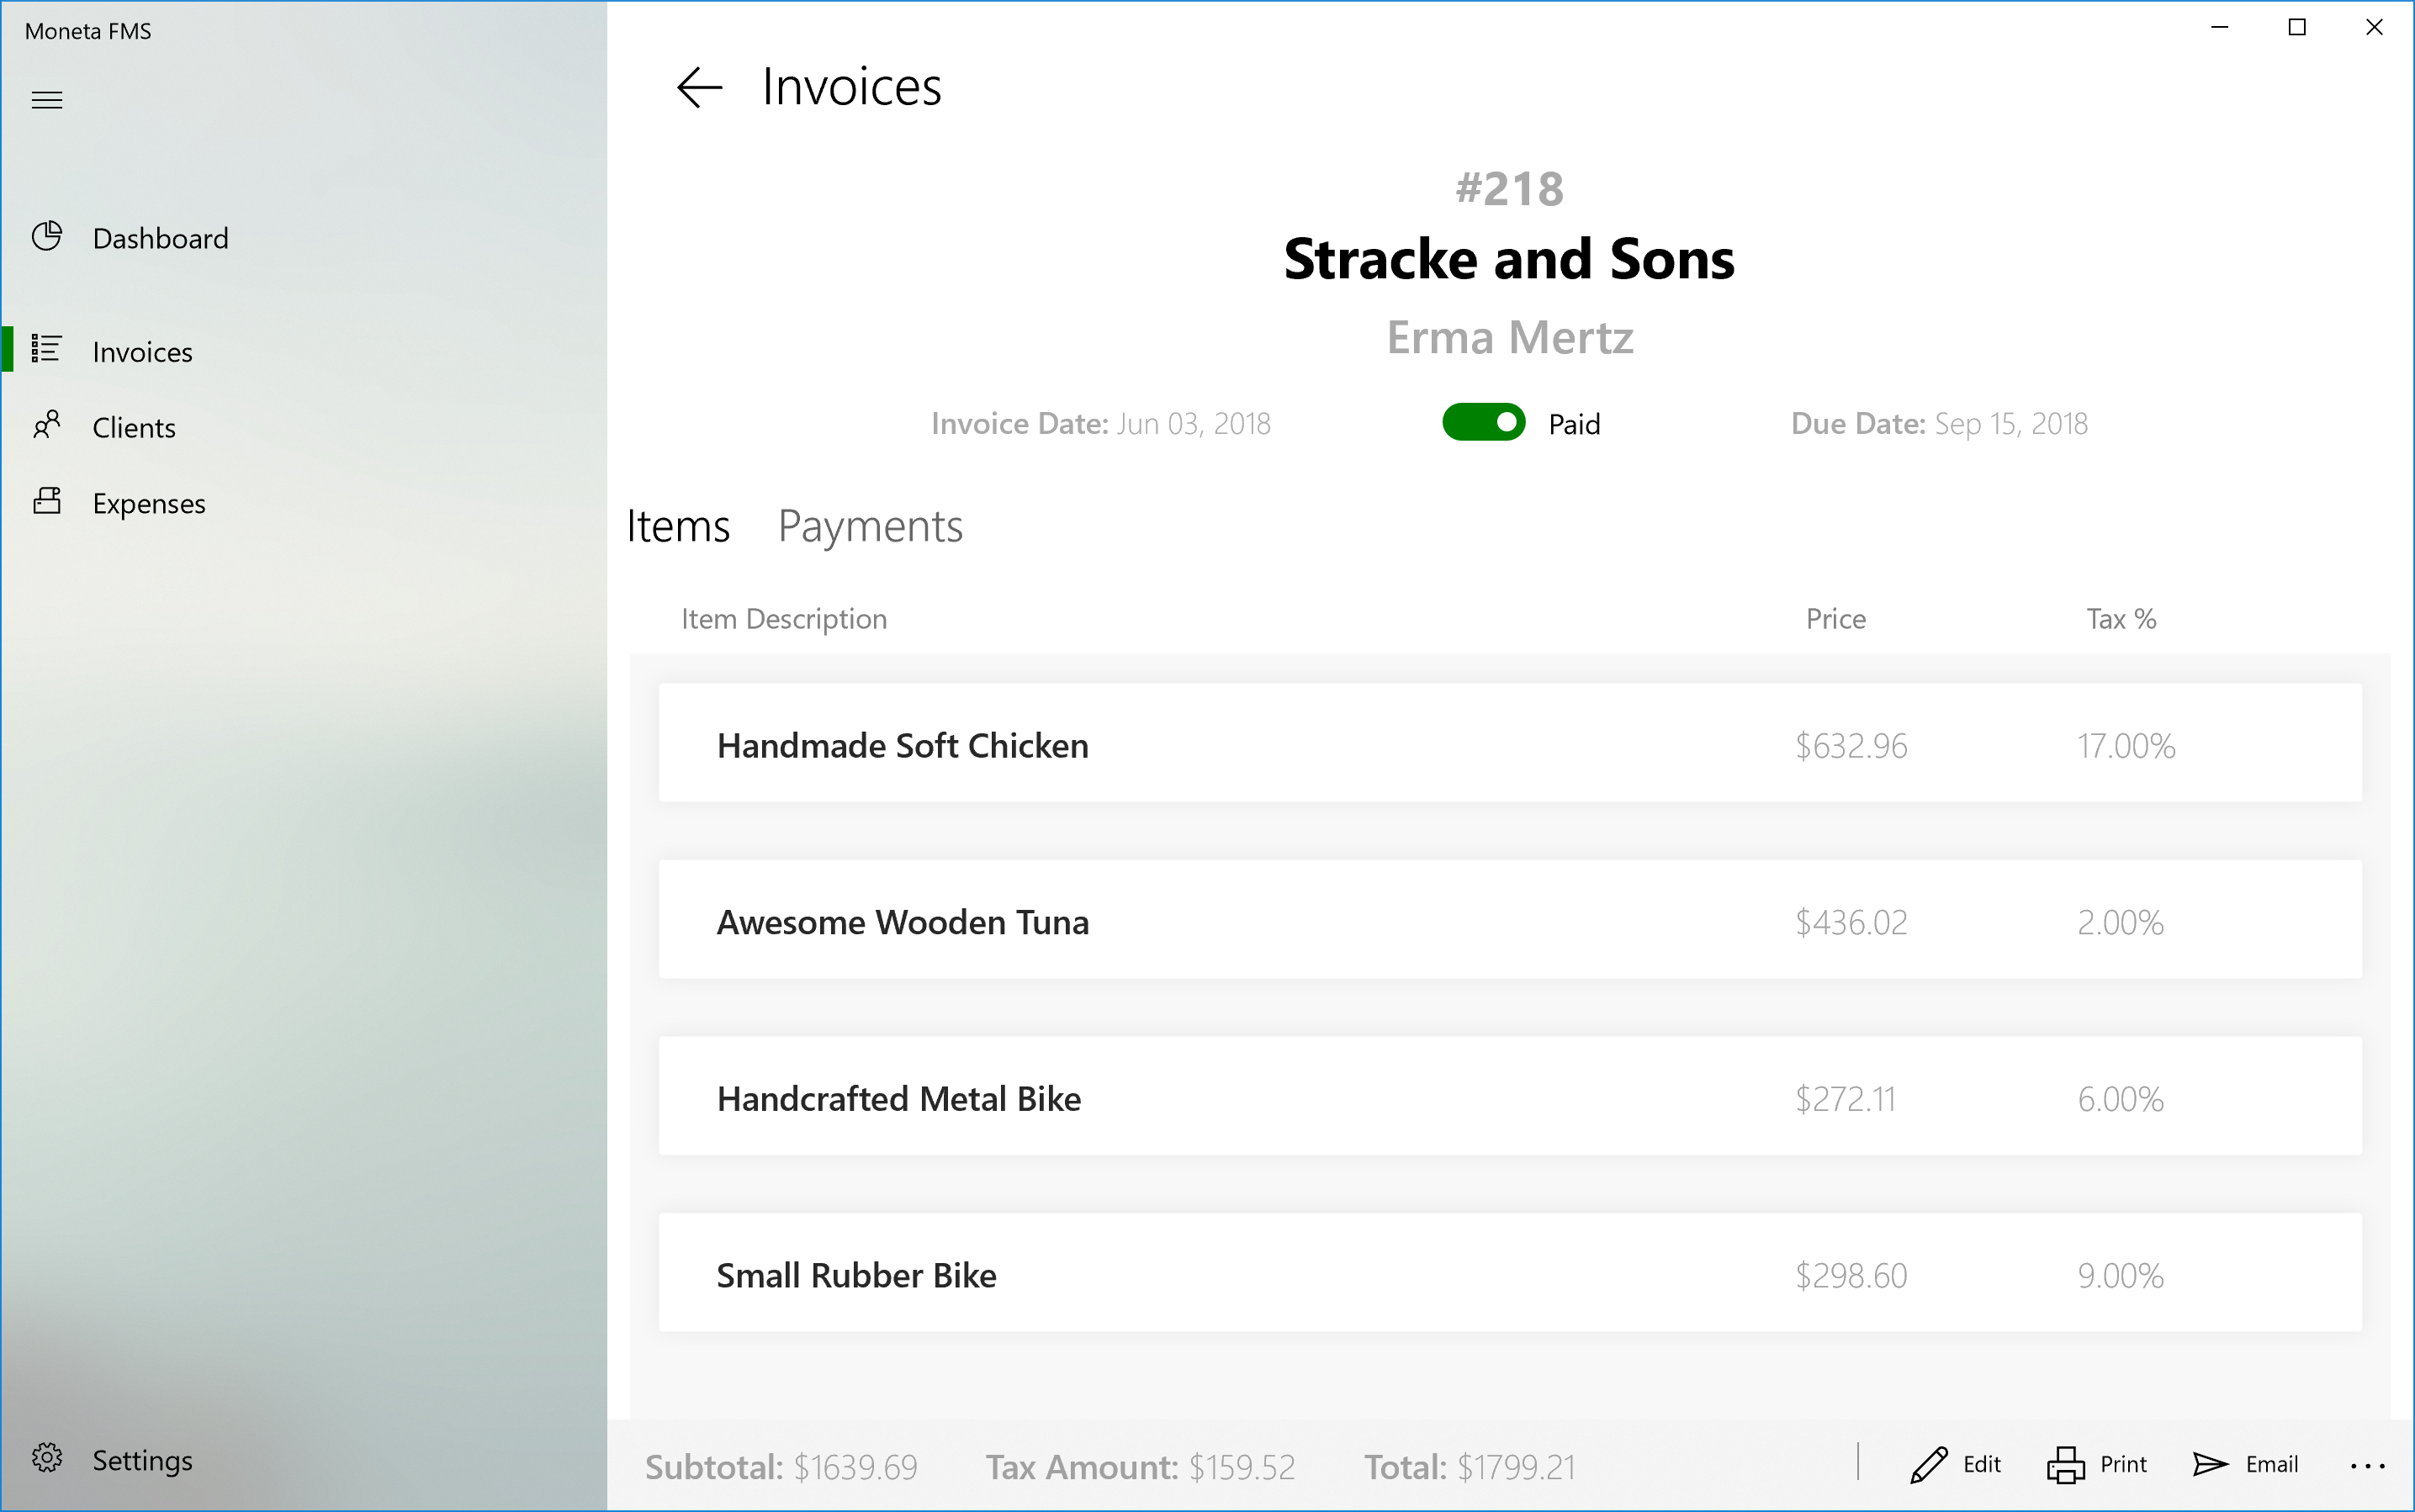 Moneta FMS
Dashboard
Invoices
Clients
Expenses
Settings
Invoices
#218
Stracke and Sons
Erma Mertz
Invoice Date: Jun 03, 2018 Paid Due Date: Sep 15, 2018
Items Payments
Item Description Price Tax %
Handmade Soft Chicken $632.96 17.00%
Awesome Wooden Tuna $436.02 2.00%
Handcrafted Metal Bike $272.11 6.00%
Small Rubber Bike $298.60 9.00%
Subtotal: $1639.69 Tax Amount: $159.52 Total: $1799.21 Edit Print Email